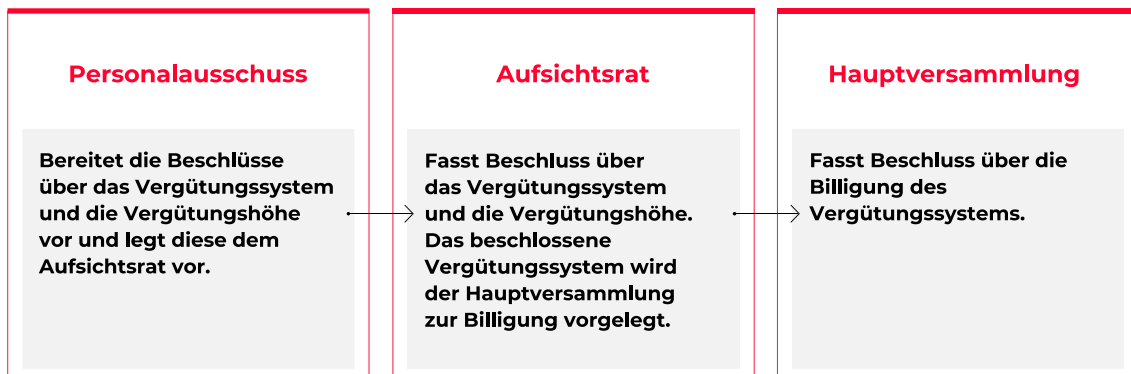 Personalausschuss
Bereitet die Beschlüsse
über das Vergütungssystem
und die Vergütungshöhe
vor und legt diese dem
Aufsichtsrat vor.
Aufsichtsrat
Fasst Beschluss über
das Vergütungssystem
und die Vergütungshöhe.
Das beschlossene
Vergütungssystem wird
der Hauptversammlung
zur Billigung vorgelegt.
Hauptversammlung
Fasst Beschluss über die
Billigung des
Vergütungssystems.